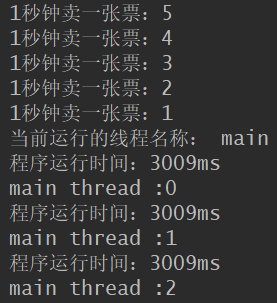 1秒钟卖一张票：5
1秒钟卖一张票：4
1秒钟卖一张票：3
1秒钟卖一张票：2
1秒钟卖一张票：1
当前运行的线程名称： main
程序运行时间：3009ms
main thread :0
程序运行时间：3009ms
main thread :1
程序运行时间：3009ms
main thread :2